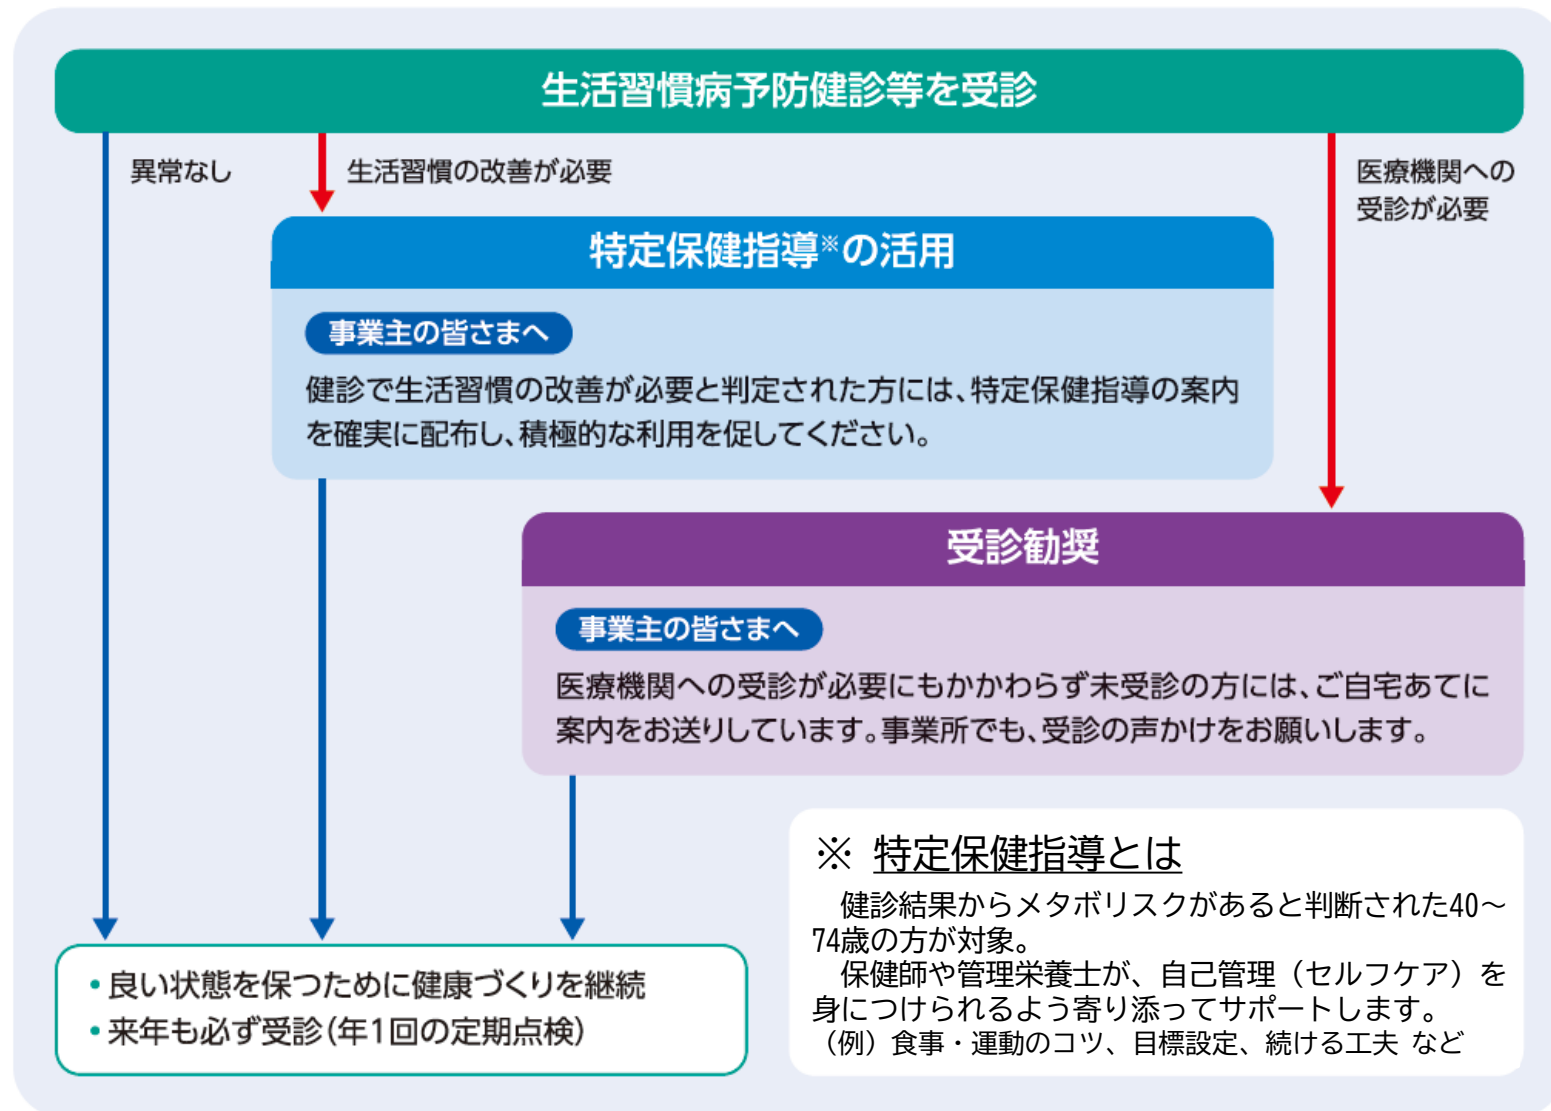 生活習慣病予防健診等を受診
異常なし
生活習慣の改善が必要
医療機関への
受診が必要
特定保健指導※の活用
事業主の皆さまへ
健診で生活習慣の改善が必要と判定された方には、特定保健指導の案内
を確実に配布し、積極的な利用を促してください。
受診勧奨
事業主の皆さまへ
医療機関への受診が必要にもかかわらず未受診の方には、ご自宅あてに
案内をお送りしています。事業所でも、受診の声かけをお願いします。
※ 特定保健指導とは
健診結果からメタボリスクがあると判断された40～
74歳の方が対象。
保健師や管理栄養士が、自己管理（セルフケア）を
身につけられるよう寄り添ってサポートします。
（例）食事・運動のコツ、目標設定、続ける工夫 など
・良い状態を保つために健康づくりを継続
・来年も必ず受診(年1回の定期点検)